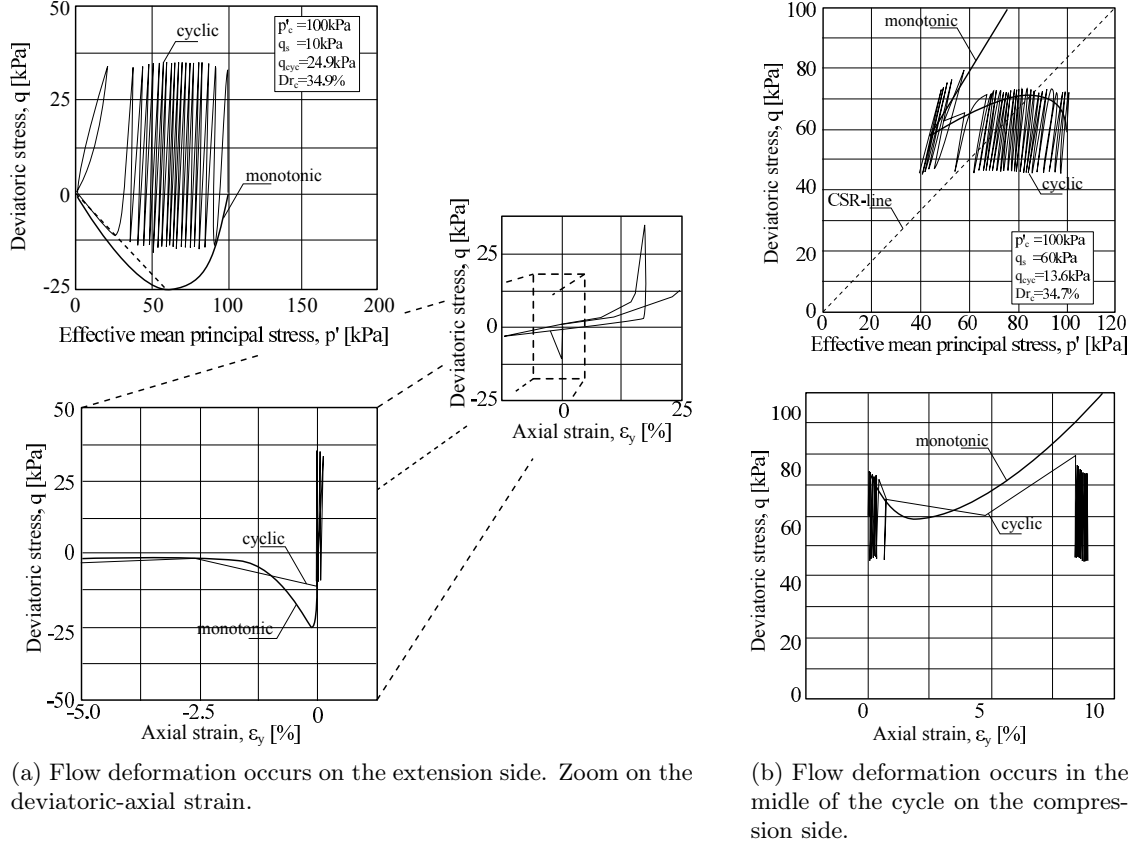 50
25
0
-25
0
50
100
150
200
Deviatoric stress, q [kPa]
Effective mean principal stress, p' [kPa]
cyclic
monotonic
p'c =100kPa
qs =10kPa
qcyc=24.9kPa
Drc=34.9%
25
0
-25
0
25
Deviatoric stress, q [kPa]
Axial strain, εy [%]
50
25
0
-25
-50
-5.0
-2.5
0
Deviatoric stress, q [kPa]
Axial strain, εy [%]
cyclic
monotonic
(a) Flow deformation occurs on the extension side. Zoom on the
deviatoric-axial strain.
100
80
60
40
20
0
0
20
40
60
80
100
120
Deviatoric stress, q [kPa]
Effective mean principal stress, p' [kPa]
monotonic
cyclic
CSR-line
p'c =100kPa
qs =60kPa
qcyc=13.6kPa
Drc=34.7%
100
80
60
40
20
0
0
5
10
Deviatoric stress, q [kPa]
Axial strain, εy [%]
monotonic
cyclic
(b) Flow deformation occurs in the
midle of the cycle on the compres-
sion side.